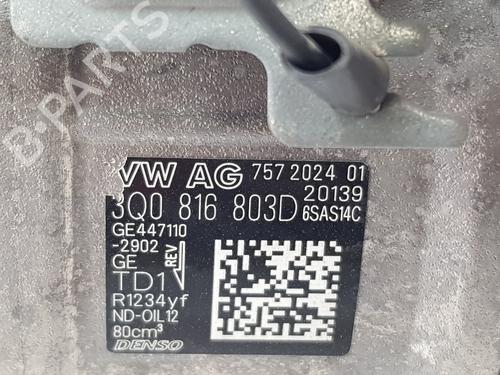 B-PARTS
VW AG 757 2024 01
20139
3Q0 816 803D 6SAS14C
GE447110
-2902
GE REV
TD1
R1234yf
ND-OIL12
80cm³
DENSO